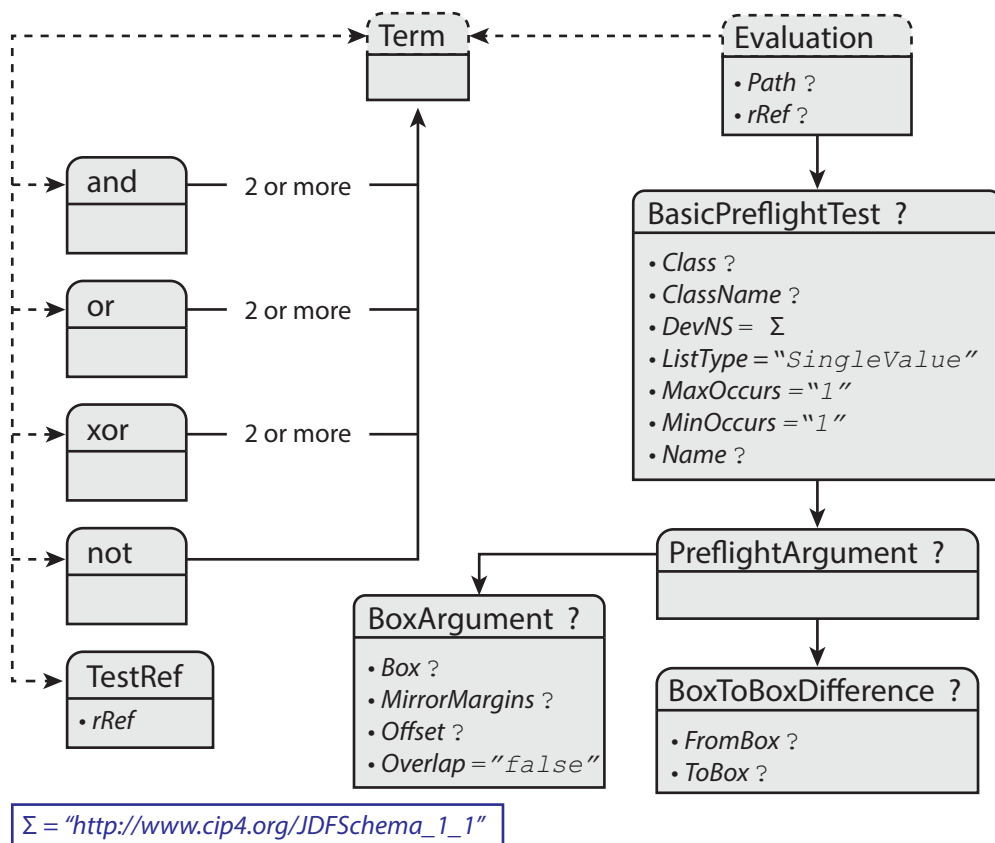 Term
Evaluation
• Path ?
• rRef ?
and
2 or more
or
2 or more
xor
2 or more
not
TestRef
• rRef
BasicPreflightTest ?
• Class ?
• ClassName ?
• DevNS = Σ
• ListType = “SingleValue”
• MaxOccurs = “1”
• MinOccurs = “1”
• Name ?
PreflightArgument ?
BoxArgument ?
• Box ?
• MirrorMargins ?
• Offset ?
• Overlap = ”false”
BoxToBoxDifference ?
• FromBox ?
• ToBox ?
Σ = “http://www.cip4.org/JDFSchema_1_1”